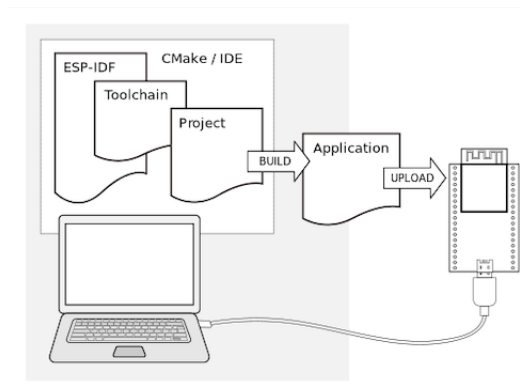 ESP-IDF
CMake / IDE
Toolchain
Project
BUILD
Application
UPLOAD